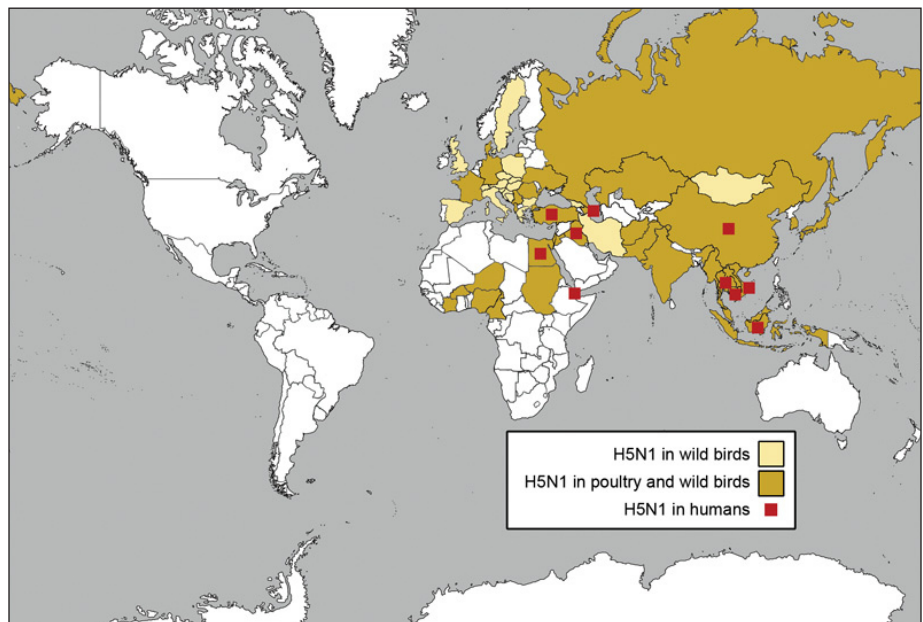 H5N1 in wild birds
H5N1 in poultry and wild birds
H5N1 in humans